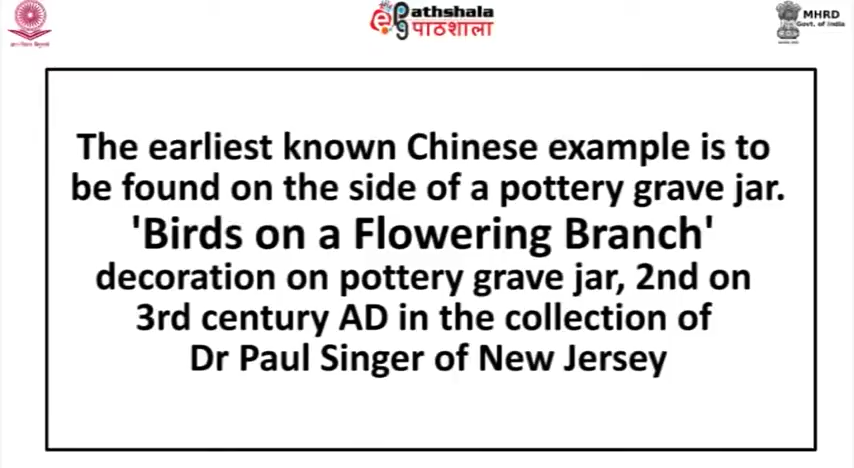 ePathshala
पाठशाला
MHRD
Govt. of India
The earliest known Chinese example is to
be found on the side of a pottery grave jar.
'Birds on a Flowering Branch'
decoration on pottery grave jar, 2nd on
3rd century AD in the collection of
Dr Paul Singer of New Jersey